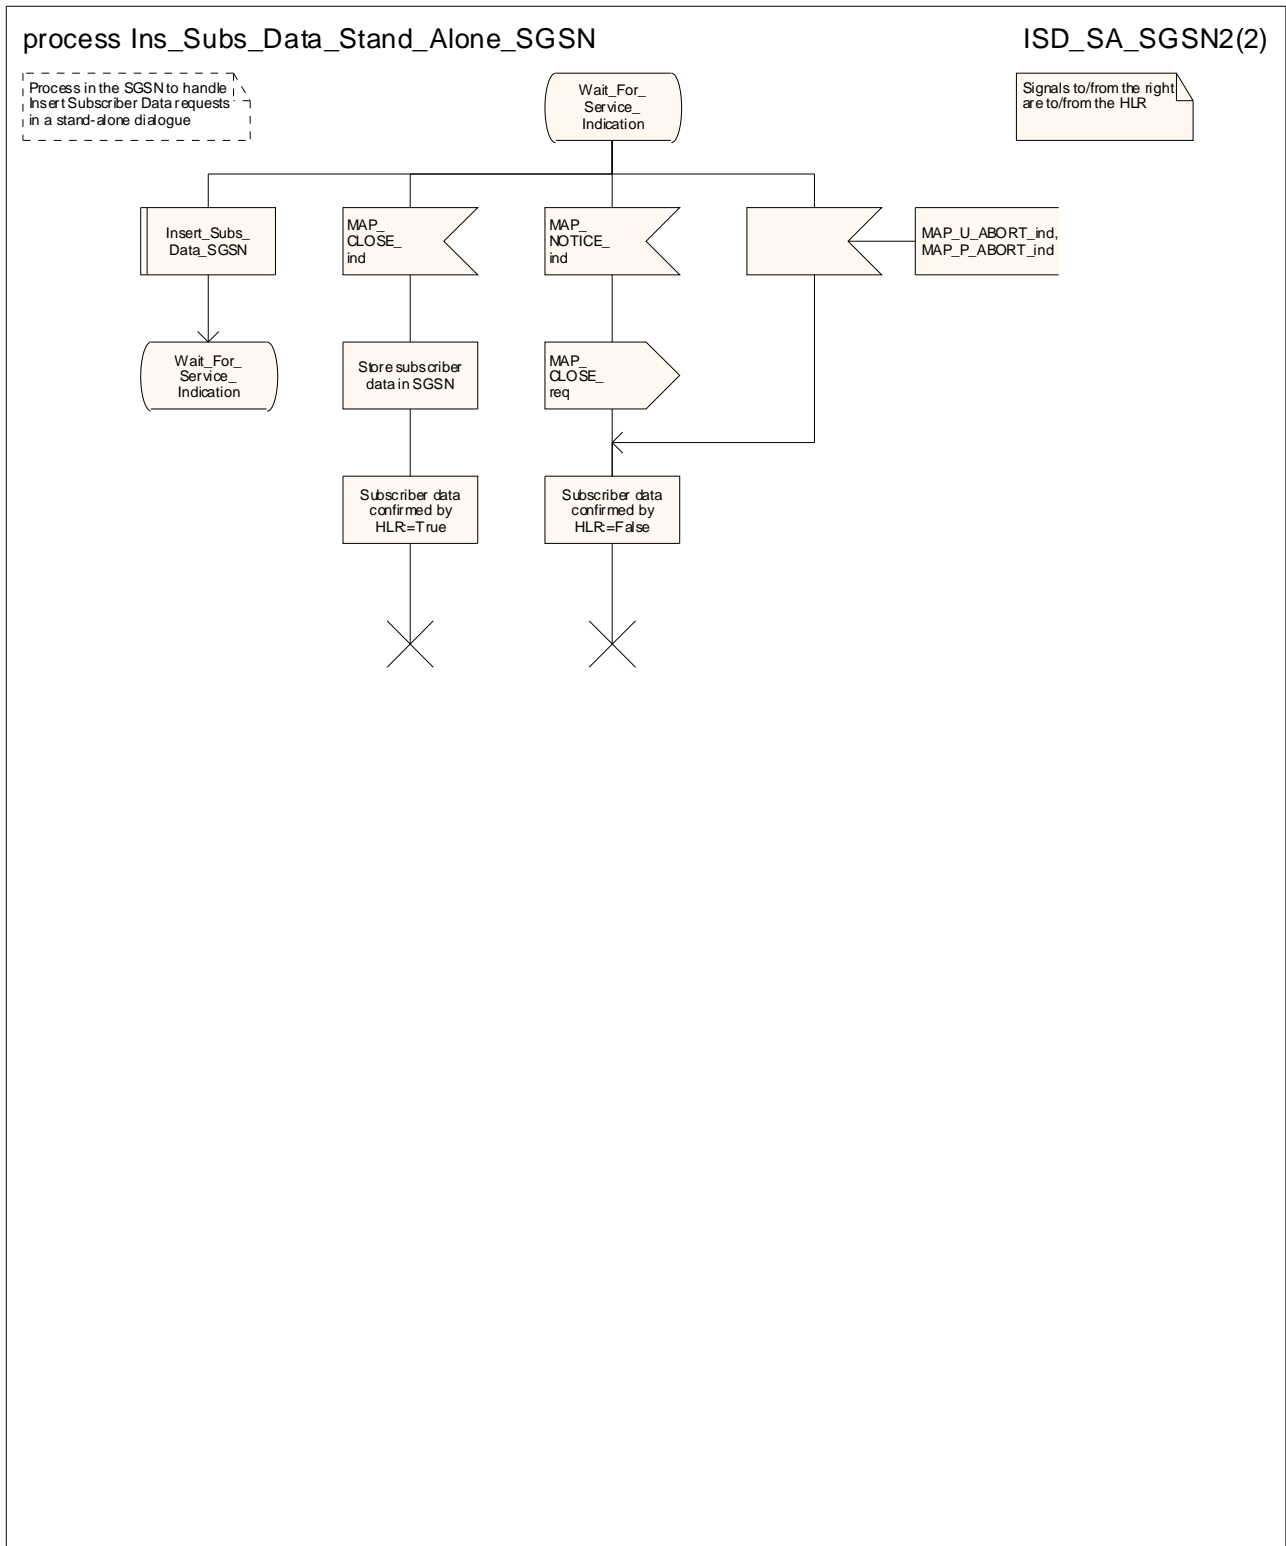 process Ins_Subs_Data_Stand_Alone_SGSN
ISD_SA_SGSN2(2)
Process in the SGSN to handle
Insert Subscriber Data requests
in a stand-alone dialogue
Wait_For_
Service_
Indication
Signals to/from the right
are to/from the HLR
Insert_Subs_
Data_SGSN
MAP_
CLOSE_
ind
MAP_
NOTICE_
ind
MAP_U_ABORT_ind,
MAP_P_ABORT_ind
Wait_For_
Service_
Indication
Store subscriber
data in SGSN
MAP_
CLOSE_
req
Subscriber data
confirmed by
HLR:=True
Subscriber data
confirmed by
HLR:=False